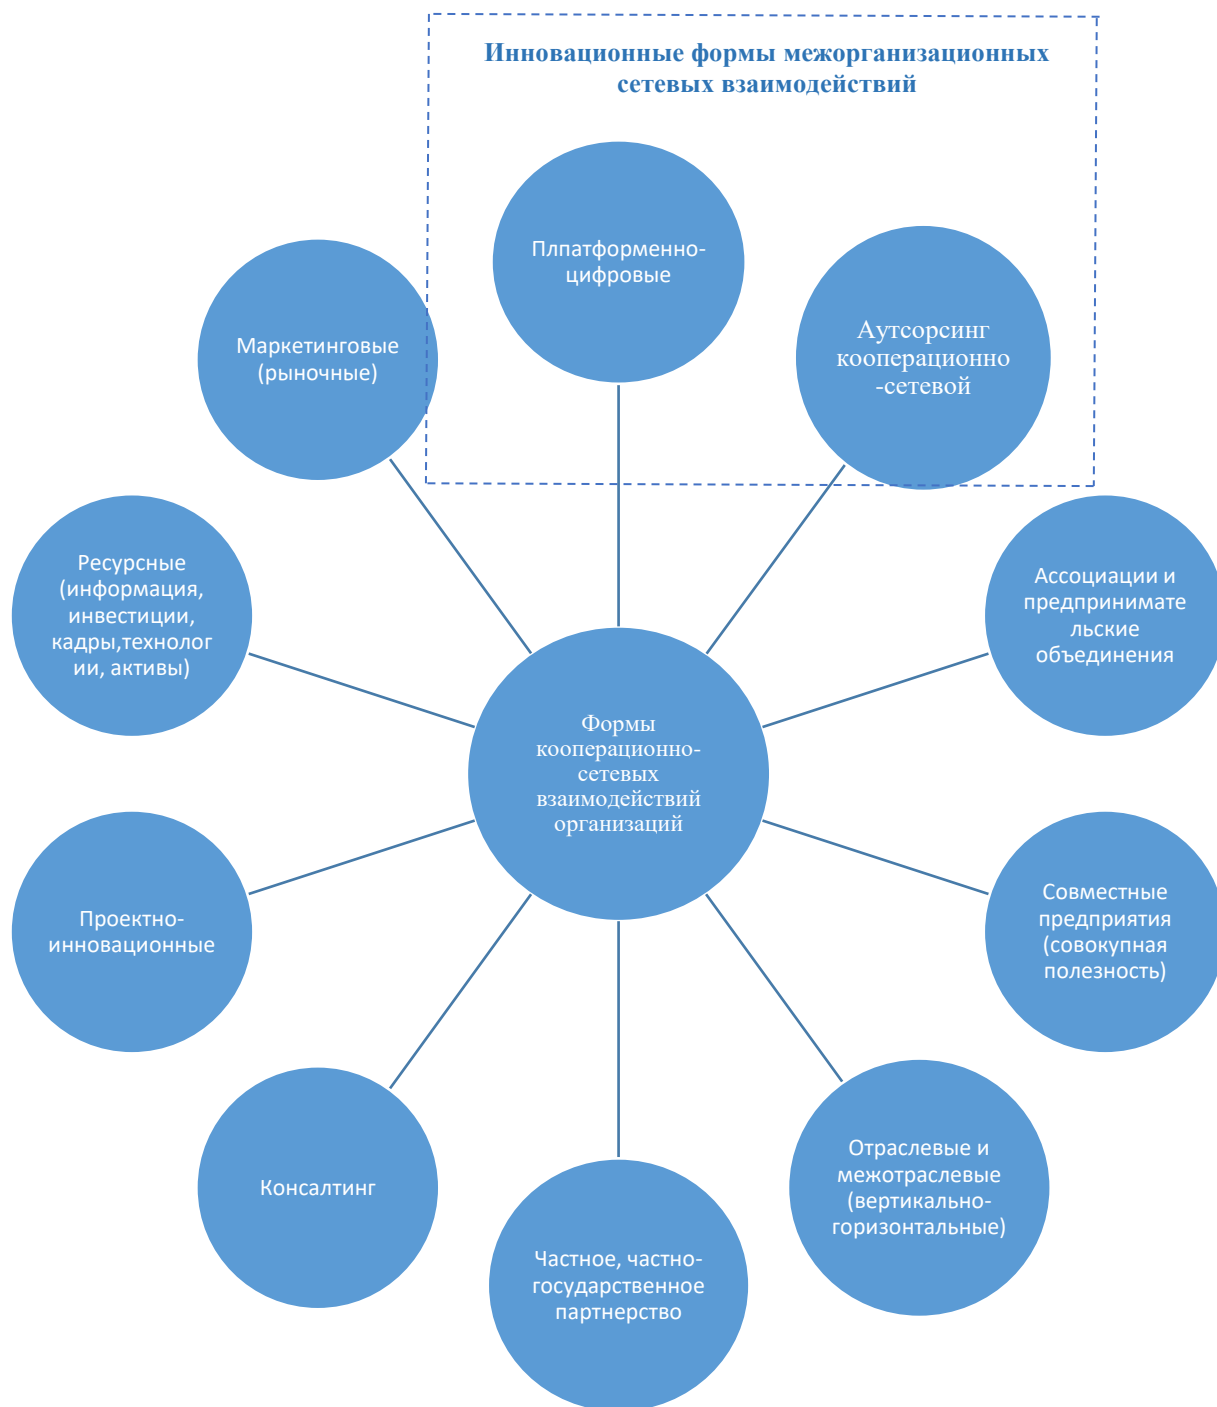 Инновационные формы межорганизационных
сетевых взаимодействий
Плпатформенно-
цифровые
Аутсорсинг
кооперационно
-сетевой
Маркетинговые
(рыночные)
Ресурсные
(информация,
инвестиции,
кадры,технолог
ии, активы)
Ассоциации и
предпринимате
льские
объединения
Формы
кооперационно-
сетевых
взаимодействий
организаций
Проектно-
инновационные
Совместные
предприятия
(совокупная
полезность)
Консалтинг
Отраслевые и
межотраслевые
(вертикально-
горизонтальные)
Частное, частно-
государственное
партнерство